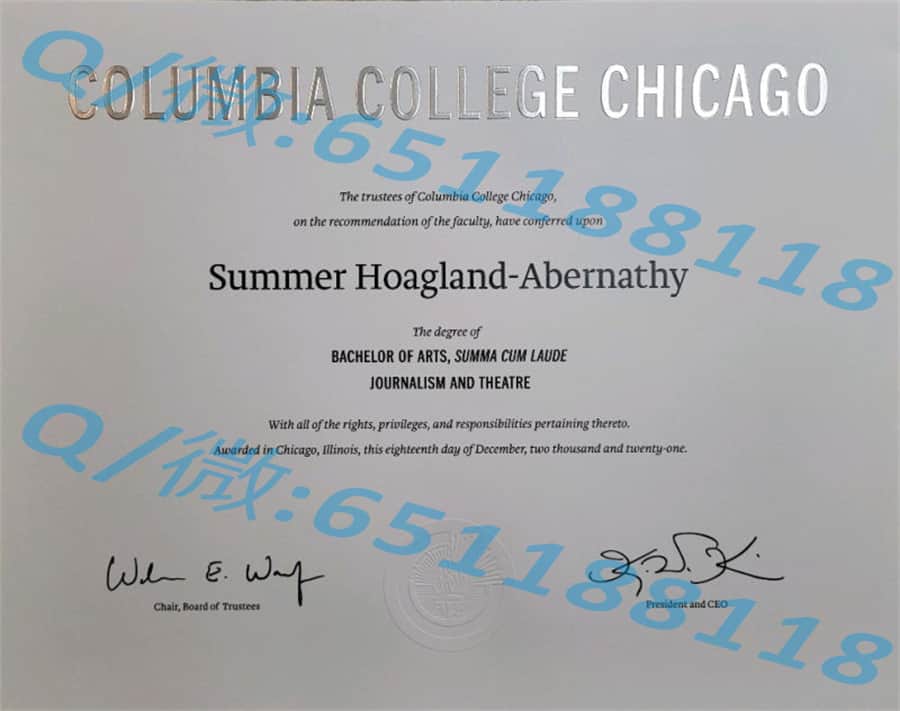 COLUMBIA COLLEGE CHICAGO
Q/微:651188118
The trustees of Columbia College Chicago,
on the recommendation of the faculty, have conferred upon
Summer Hoagland-Abernathy
The degree of
BACHELOR OF ARTS, SUMMA CUM LAUDE
JOURNALISM AND THEATRE
With all of the rights, privileges, and responsibilities pertaining thereto.
Awarded in Chicago, Illinois, this eighteenth day of December, two thousand and twenty-one.
Q/微:651188118
Chair, Board of Trustees
President and CEO